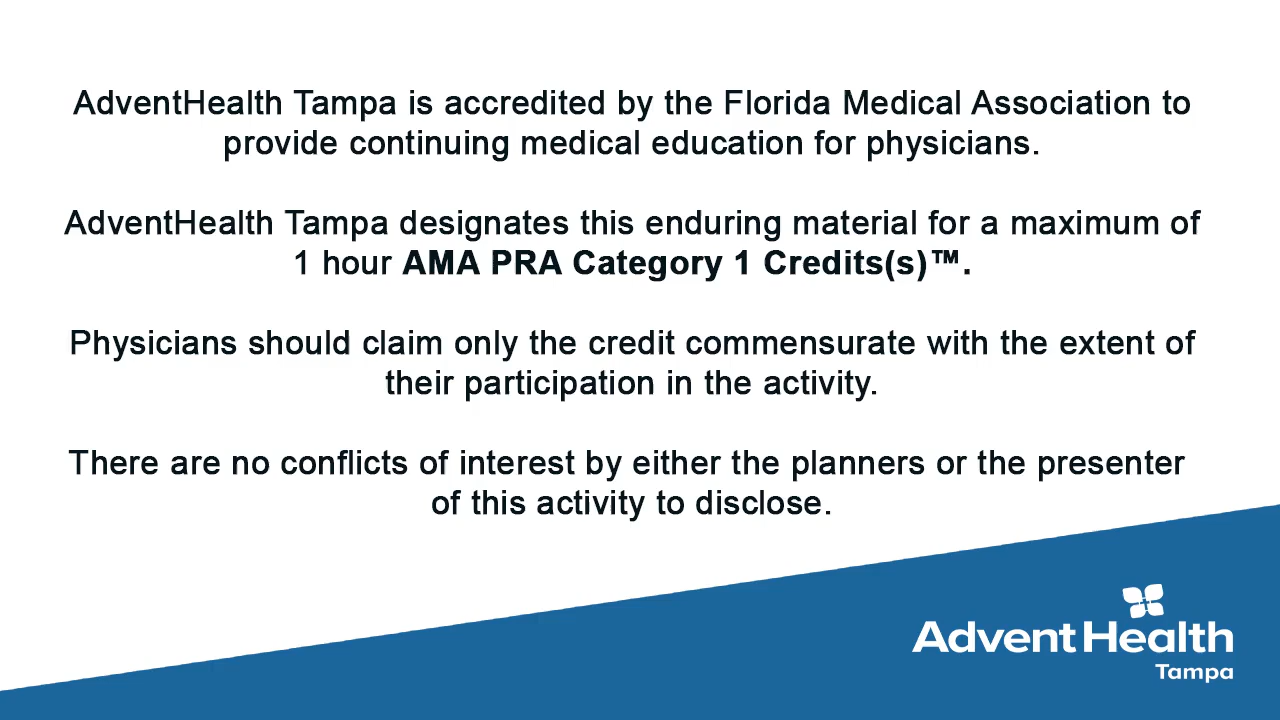 AdventHealth Tampa is accredited by the Florida Medical Association to
provide continuing medical education for physicians.
AdventHealth Tampa designates this enduring material for a maximum of
1 hour AMA PRA Category 1 Credits(s)™.
Physicians should claim only the credit commensurate with the extent of
their participation in the activity.
There are no conflicts of interest by either the planners or the presenter
of this activity to disclose.
Advent Health
Tampa